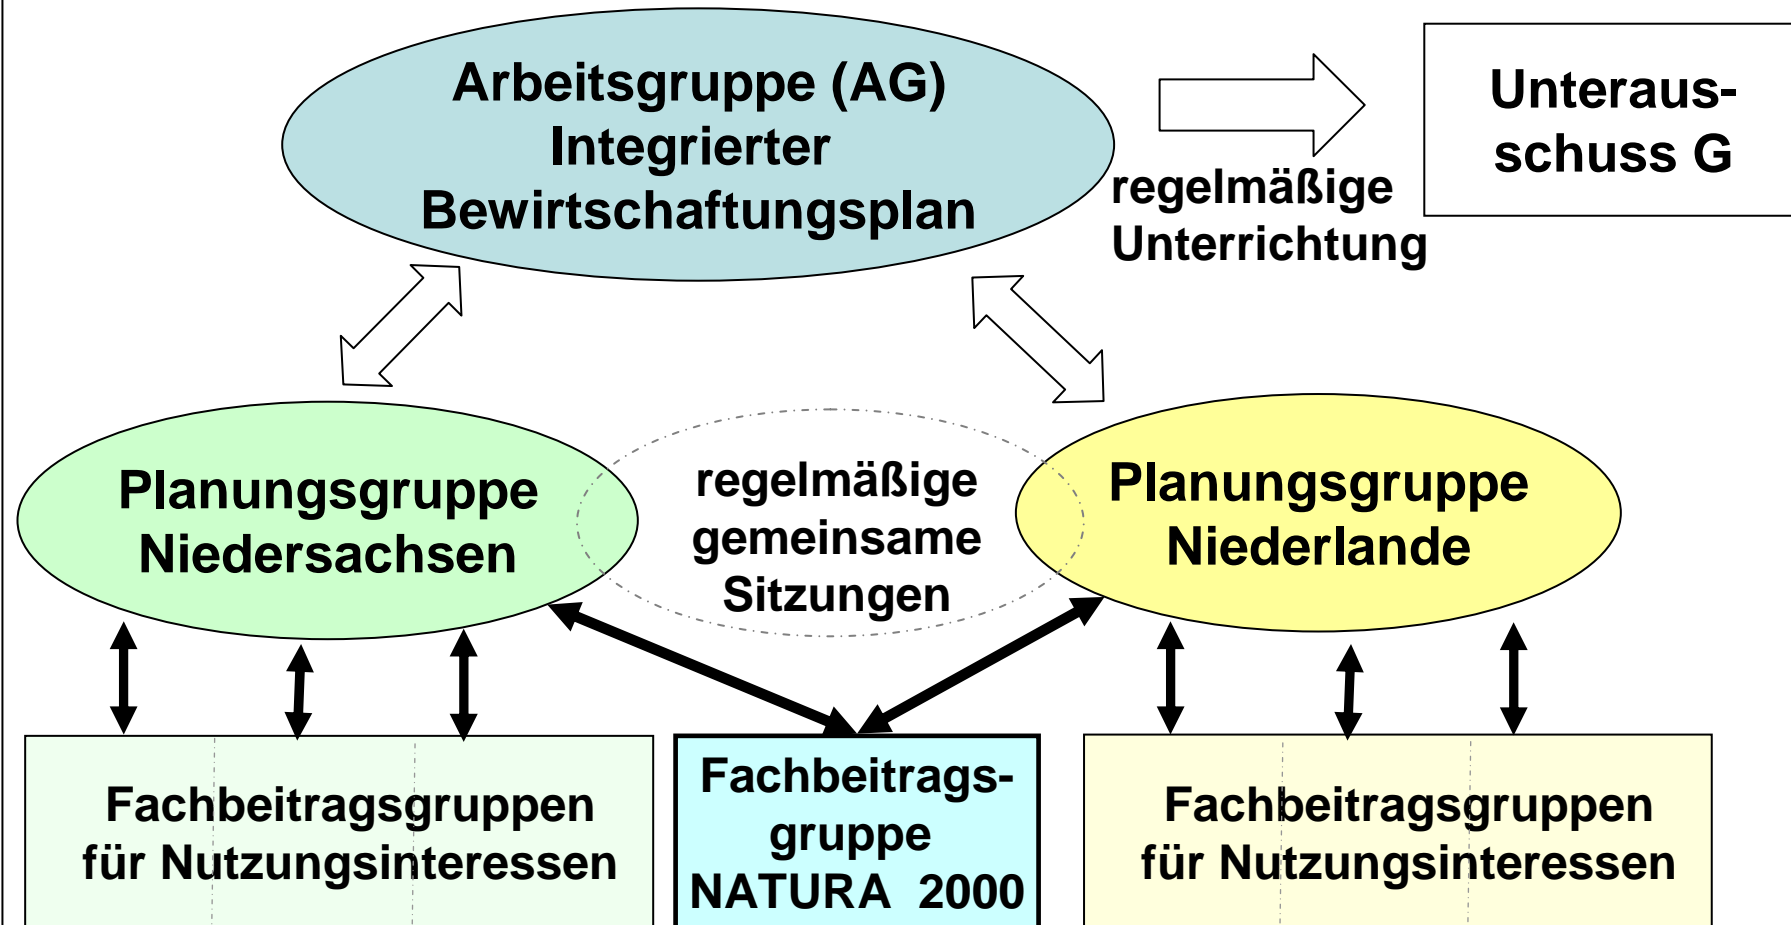 Arbeitsgruppe (AG)
Integrierter
Bewirtschaftungsplan
regelmäßige
Unterrichtung
Unteraus-
schuss G
Planungsgruppe
Niedersachsen
regelmäßige
gemeinsame
Sitzungen
Planungsgruppe
Niederlande
Fachbeitragsgruppen
für Nutzungsinteressen
Fachbeitrags-
gruppe
NATURA 2000
Fachbeitragsgruppen
für Nutzungsinteressen